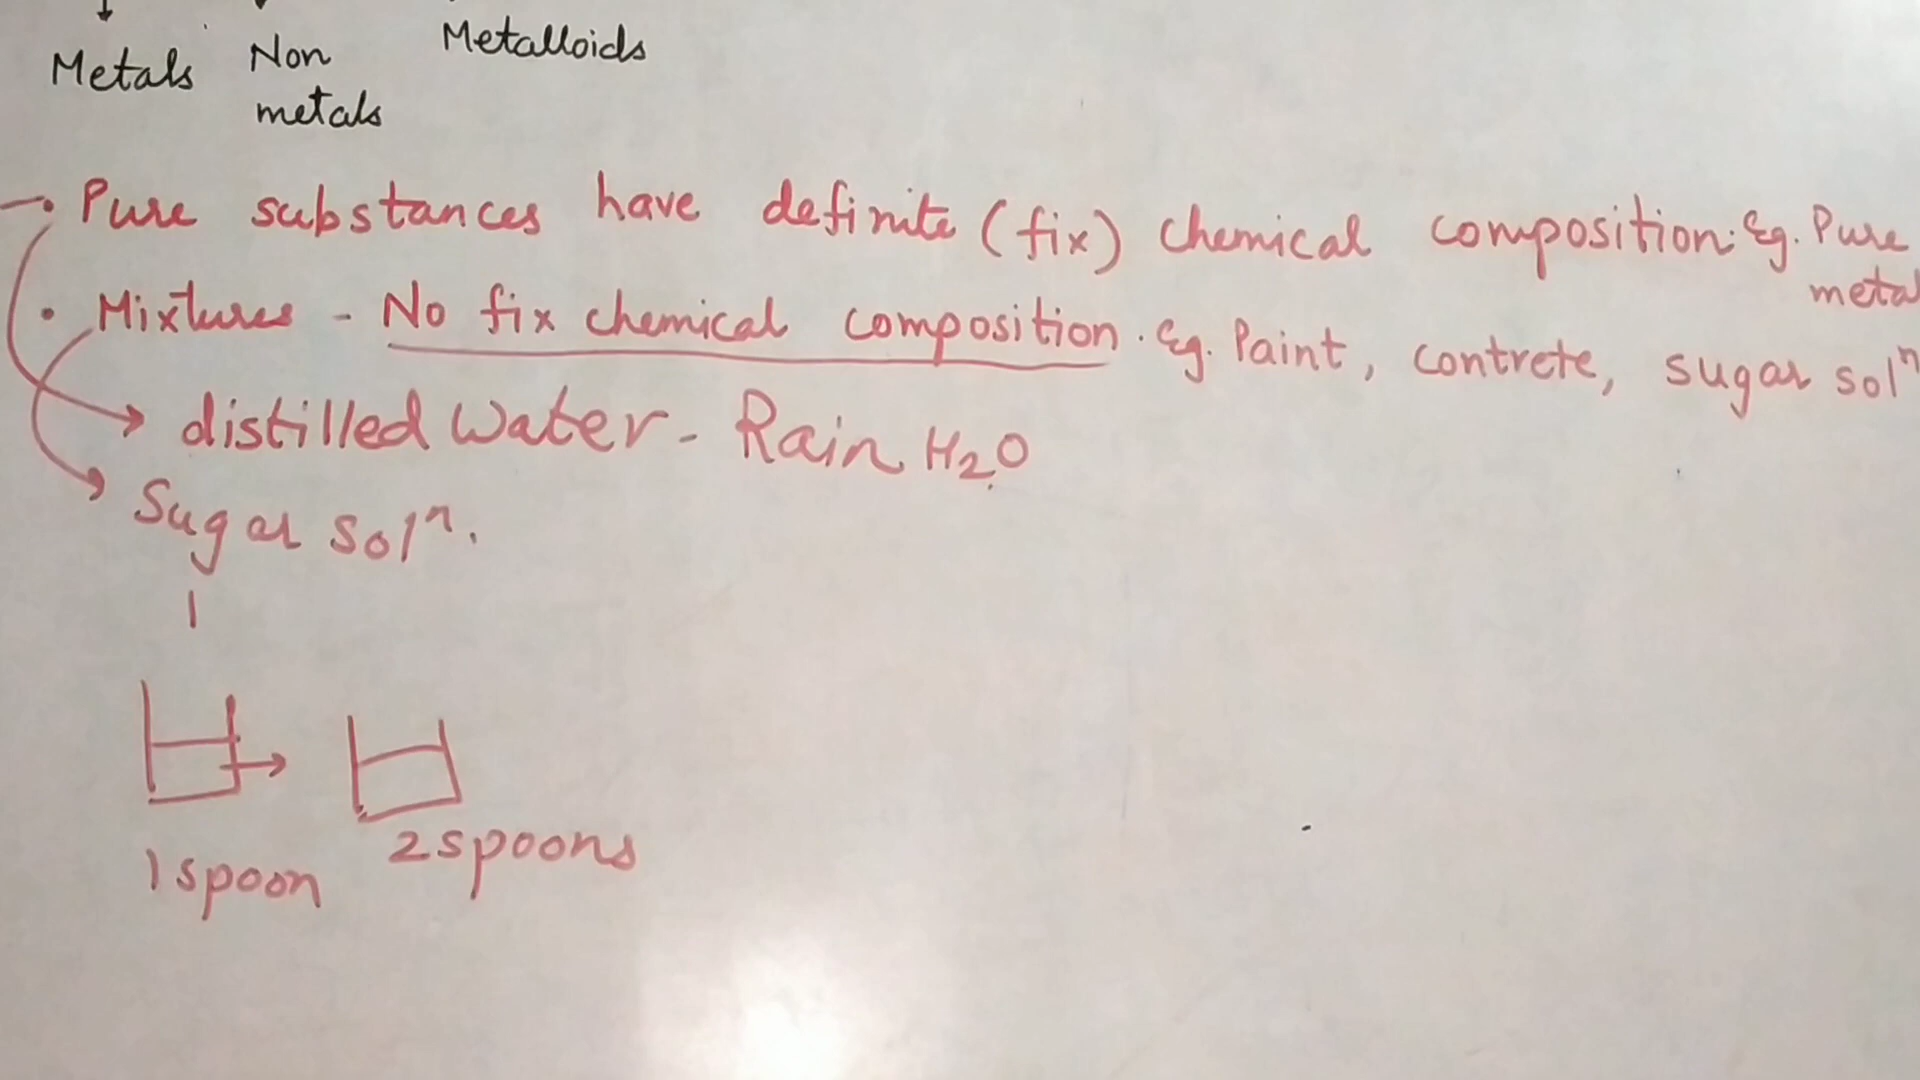 Metals Non metals Metalloids
Pure substances have definite (fix) chemical composition. Eg. Pure metal
Mixtures - No fix chemical composition. Eg. Paint, contrete, sugar solⁿ
distilled water - Rain H₂O
Sugar solⁿ.
1 spoon 2 spoons